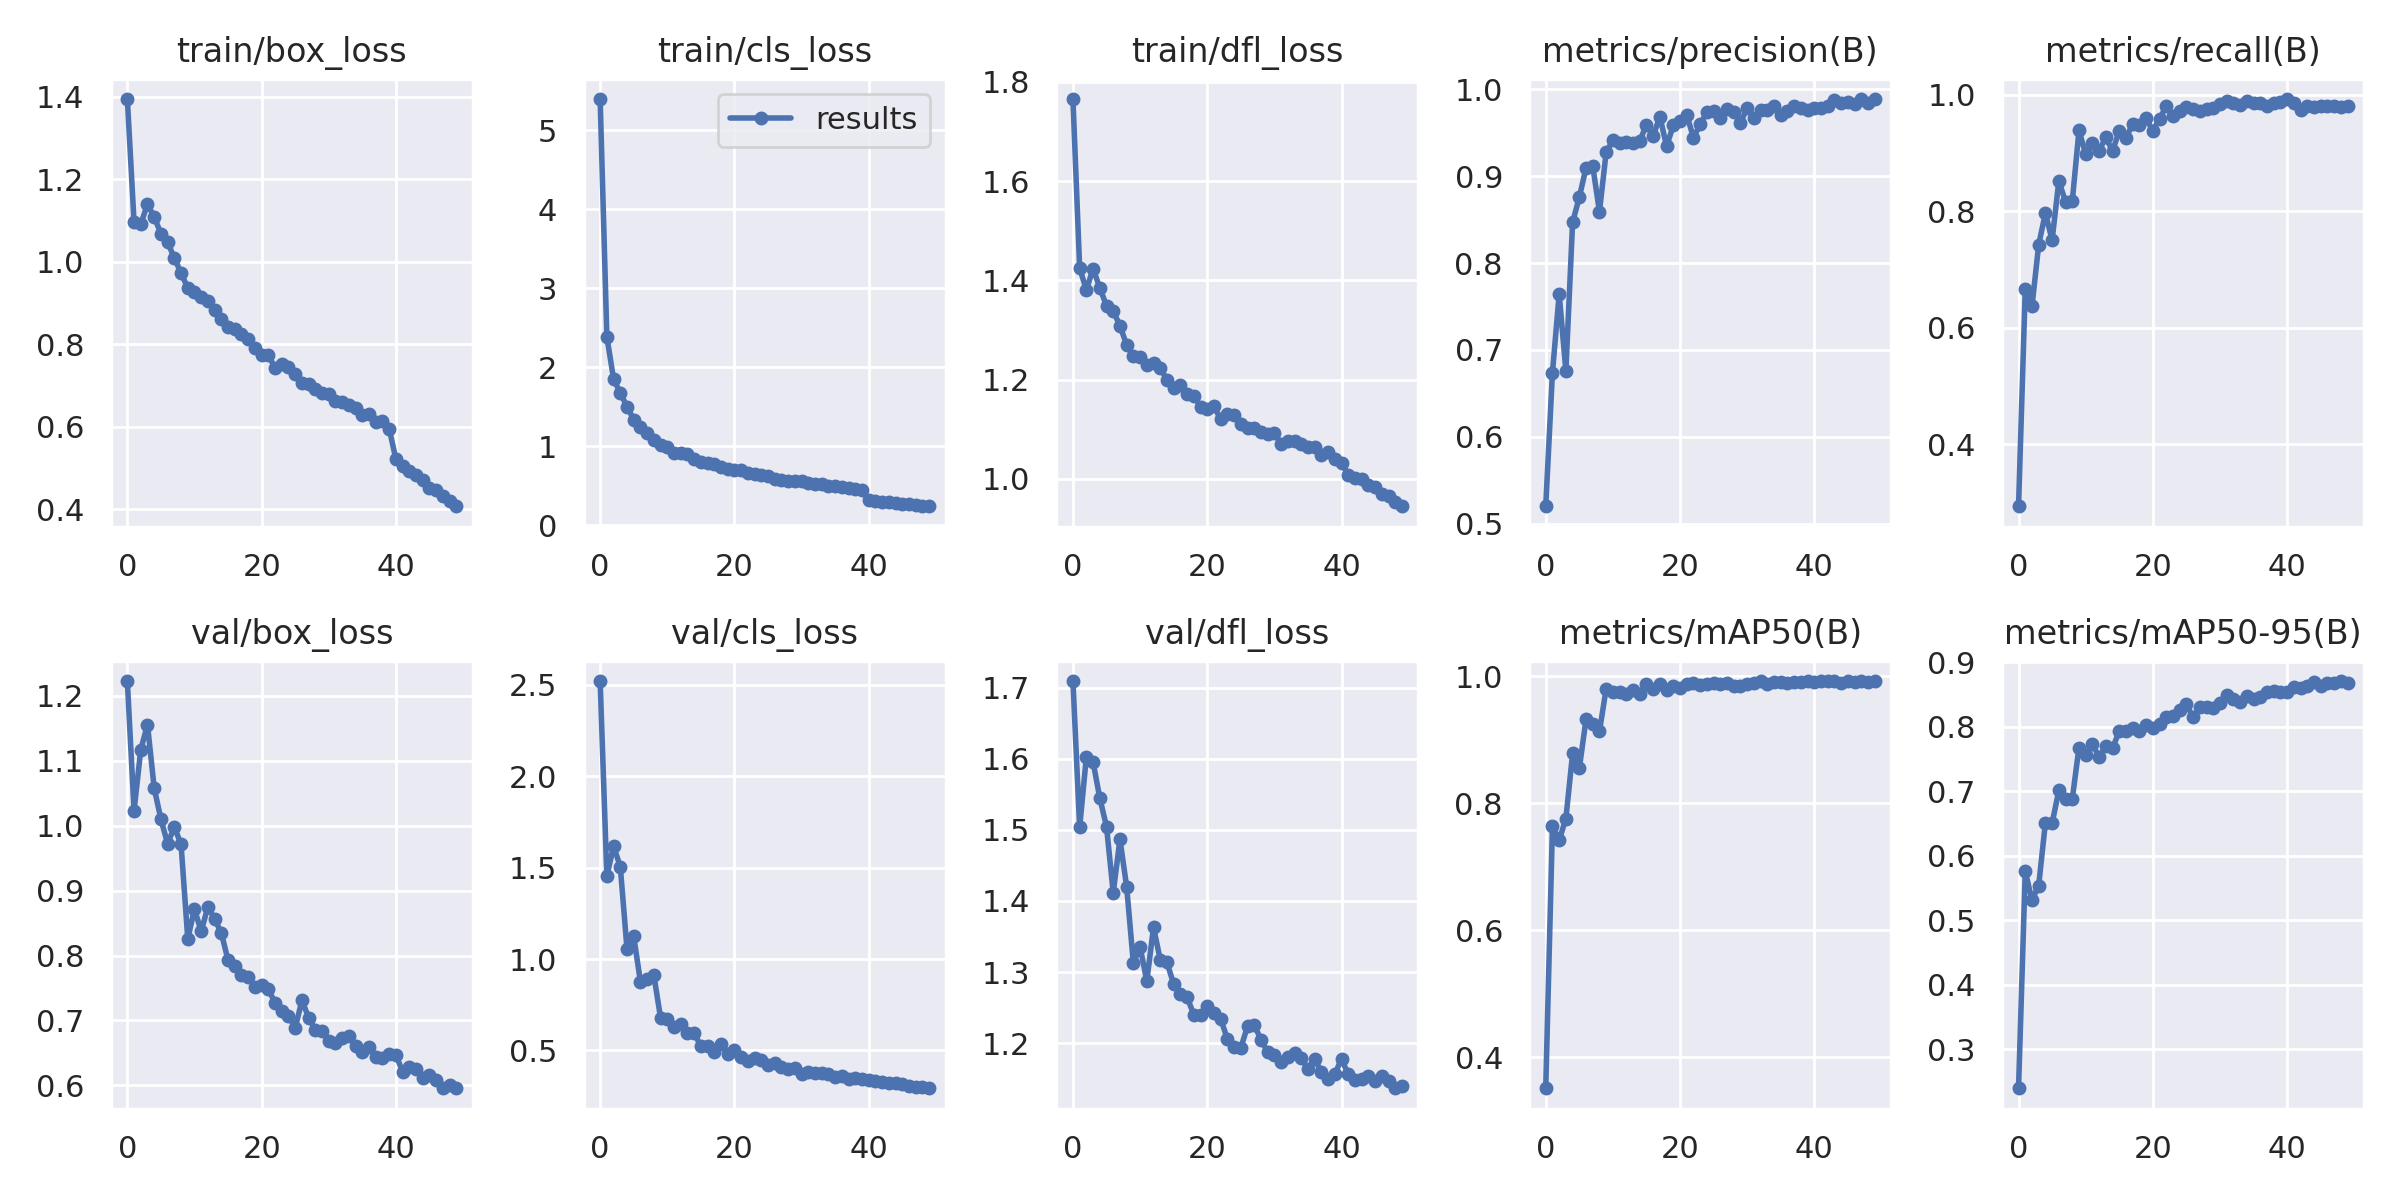 train/box_loss
1.4
1.2
1.0
0.8
0.6
0.4
0 20 40
train/cls_loss
results
5
4
3
2
1
0
0 20 40
train/dfl_loss
1.8
1.6
1.4
1.2
1.0
0 20 40
metrics/precision(B)
1.0
0.9
0.8
0.7
0.6
0.5
0 20 40
metrics/recall(B)
1.0
0.8
0.6
0.4
0 20 40
val/box_loss
1.2
1.1
1.0
0.9
0.8
0.7
0.6
0 20 40
val/cls_loss
2.5
2.0
1.5
1.0
0.5
0 20 40
val/dfl_loss
1.7
1.6
1.5
1.4
1.3
1.2
0 20 40
metrics/mAP50(B)
1.0
0.8
0.6
0.4
0 20 40
metrics/mAP50-95(B)
0.9
0.8
0.7
0.6
0.5
0.4
0.3
0 20 40